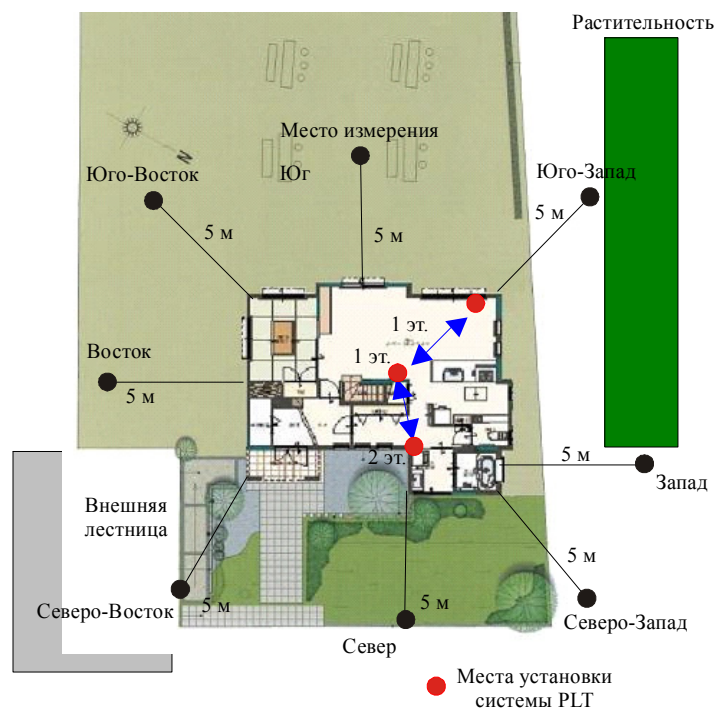 Растительность
Место измерения
Юг
Юго-Восток
Юго-Запад
5 м
5 м
5 м
N
1 эт.
1 эт.
Восток
5 м
2 эт.
5 м
Запад
Внешняя
лестница
5 м
Северо-Восток
5 м
5 м
Северо-Запад
Север
Места установки
системы PLT